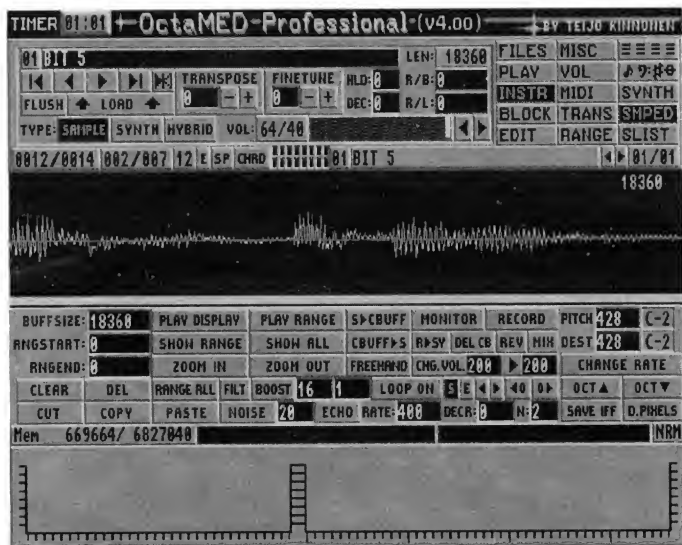 TIMER 01:01 OctaMED-Professional-(v4.00) BY TEIJO KINNUNEN
01 BIT 5 LEN: 18360
FILES MISC
TRANSPOSE FINETUNE HLD:0 R/B:0
PLAY VOL
FLUSH LOAD 0 - + 0 - + DEC:0 R/L:0
INSTR MIDI SYNTH
TYPE: SAMPLE SYNTH HYBRID VOL: 64/40
BLOCK TRANS SMPED
EDIT RANGE SLIST
0012/0014 002/007 12 E SP CHRD 01 BIT 5 01/01
18360
BUFFSIZE: 18360 PLAY DISPLAY PLAY RANGE S▶CBUFF MONITOR RECORD PITCH 428 C-2
RNGSTART: 0 SHOW RANGE SHOW ALL CBUFF▶S R▶SY DEL CB REV MIX DEST 428 C-2
RNGEND: 0 ZOOM IN ZOOM OUT FREEHAND CHG.VOL. 200 ▶ 200 CHANGE RATE
CLEAR DEL RANGE ALL FILT BOOST 16 1 LOOP ON S E ◀ ▶ ◀0 0▶ OCT▲ OCT▼
CUT COPY PASTE NOISE 20 ECHO RATE: 400 DECR: 0 N: 2 SAVE IFF D.PIXELS
Mem 669664/ 6827040 NRM